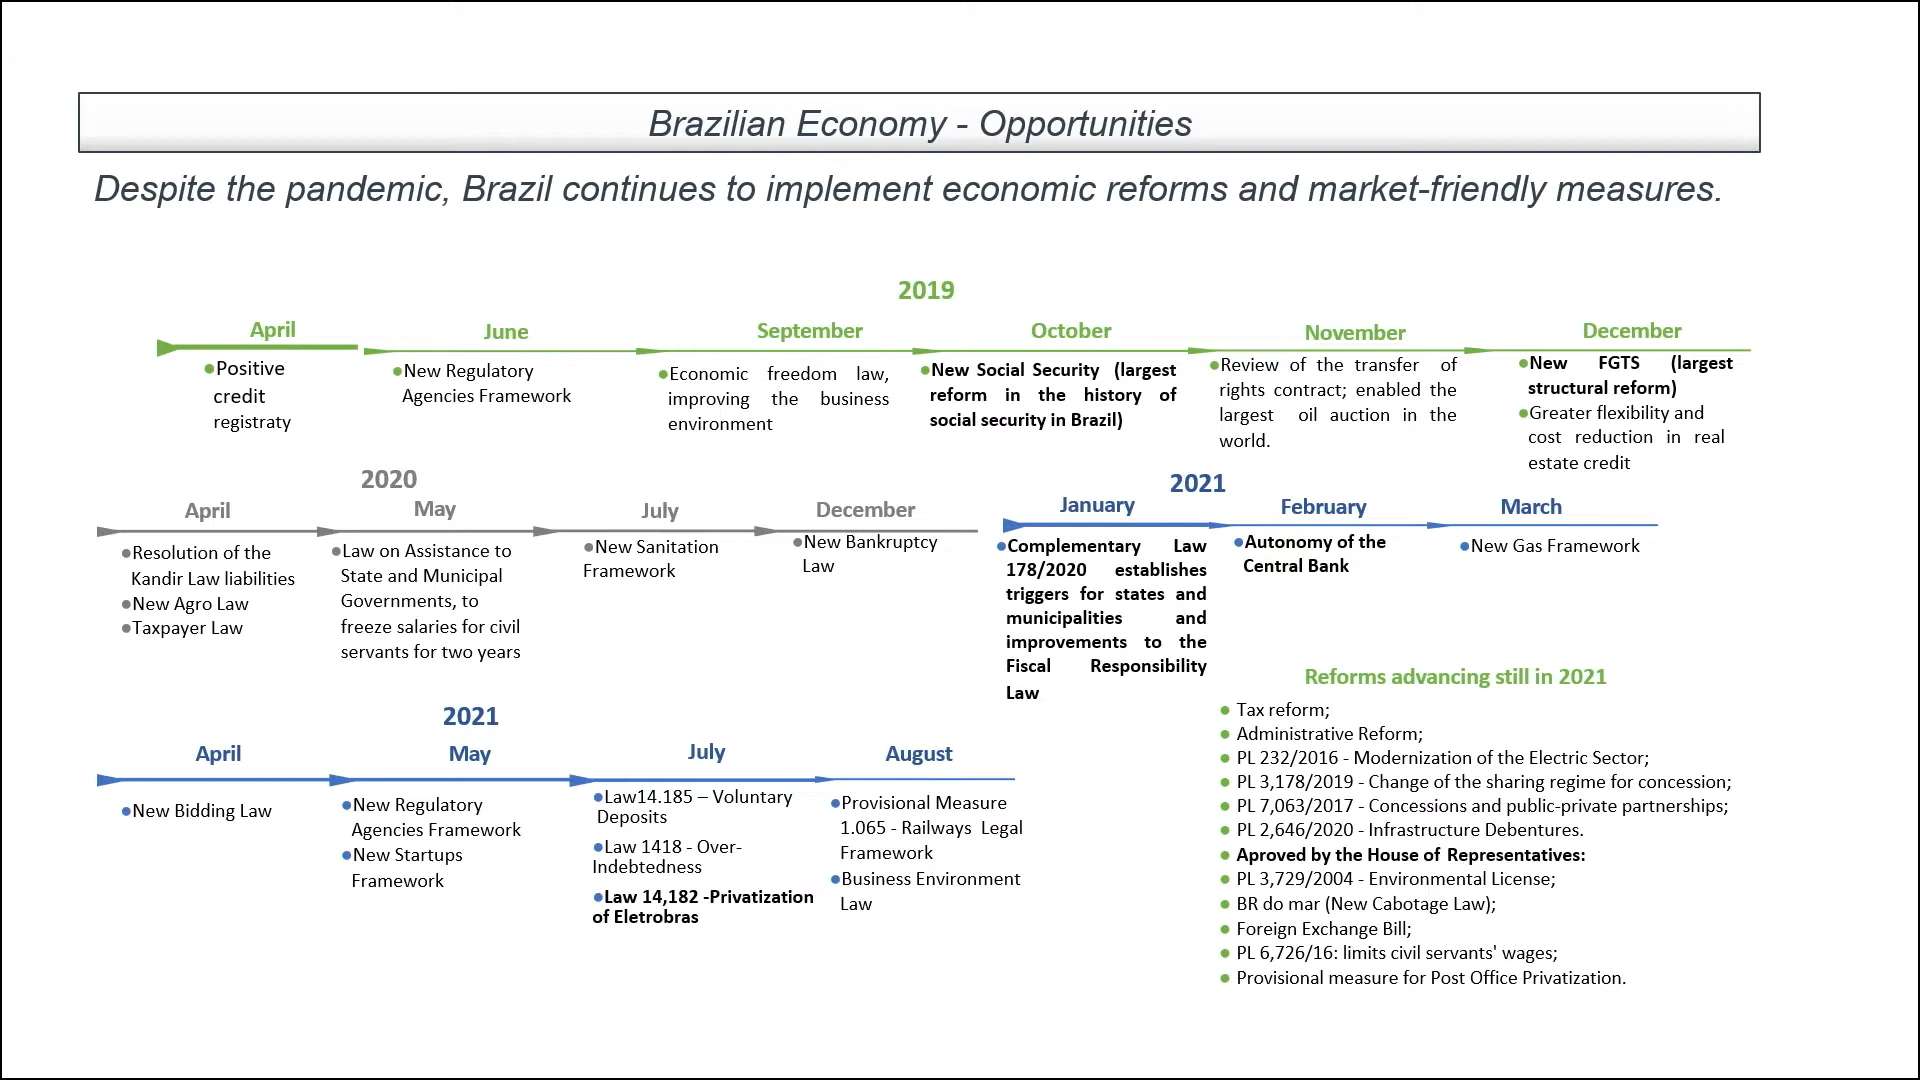 Brazilian Economy - Opportunities
Despite the pandemic, Brazil continues to implement economic reforms and market-friendly measures.
2019
April
●Positive
credit
registraty
June
●New Regulatory
Agencies Framework
September
●Economic freedom law,
improving the business
environment
October
●New Social Security (largest
reform in the history of
social security in Brazil)
November
●Review of the transfer of
rights contract; enabled the
largest oil auction in the
world.
December
●New FGTS (largest
structural reform)
●Greater flexibility and
cost reduction in real
estate credit
2020
April
●Resolution of the
Kandir Law liabilities
●New Agro Law
●Taxpayer Law
May
●Law on Assistance to
State and Municipal
Governments, to
freeze salaries for civil
servants for two years
July
●New Sanitation
Framework
December
●New Bankruptcy
Law
2021
January
●Complementary Law
178/2020 establishes
triggers for states and
municipalities and
improvements to the
Fiscal Responsibility
Law
February
●Autonomy of the
Central Bank
March
●New Gas Framework
2021
April
●New Bidding Law
May
●New Regulatory
Agencies Framework
●New Startups
Framework
July
●Law14.185 – Voluntary
Deposits
●Law 1418 - Over-
Indebtedness
●Law 14,182 -Privatization
of Eletrobras
August
●Provisional Measure
1.065 - Railways Legal
Framework
●Business Environment
Law
Reforms advancing still in 2021
● Tax reform;
● Administrative Reform;
● PL 232/2016 - Modernization of the Electric Sector;
● PL 3,178/2019 - Change of the sharing regime for concession;
● PL 7,063/2017 - Concessions and public-private partnerships;
● PL 2,646/2020 - Infrastructure Debentures.
● Aproved by the House of Representatives:
● PL 3,729/2004 - Environmental License;
● BR do mar (New Cabotage Law);
● Foreign Exchange Bill;
● PL 6,726/16: limits civil servants' wages;
● Provisional measure for Post Office Privatization.